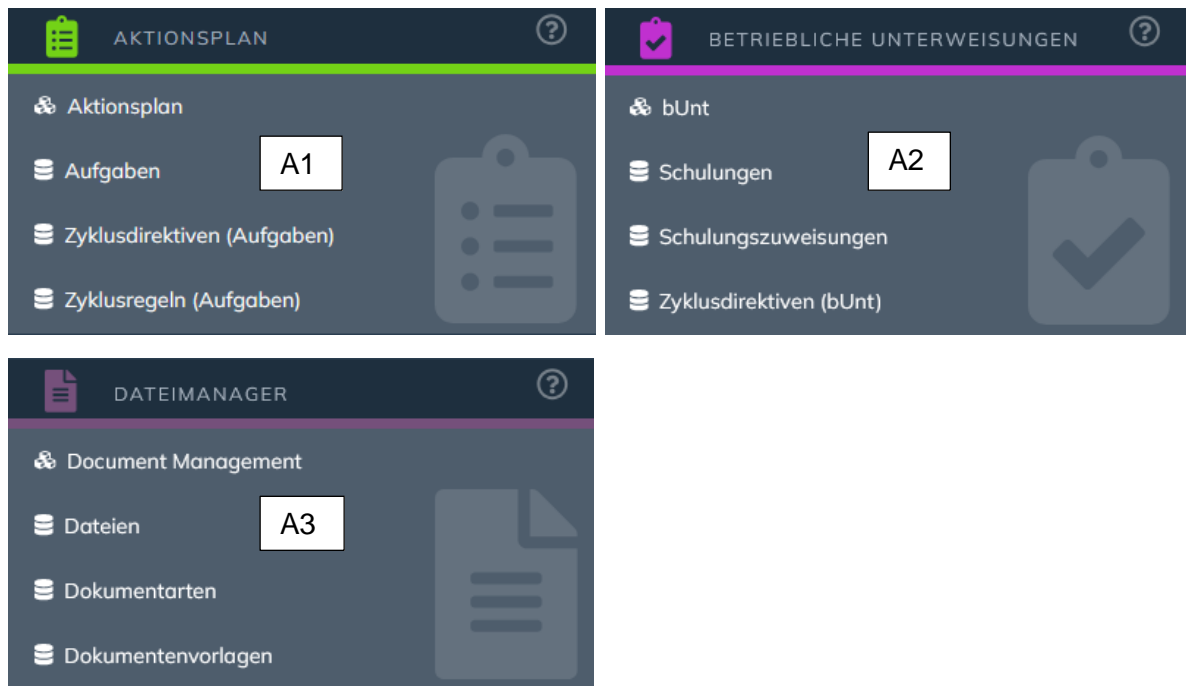 AKTIONSPLAN
Aktionsplan
Aufgaben
A1
Zyklusdirektiven (Aufgaben)
Zyklusregeln (Aufgaben)
BETRIEBLICHE UNTERWEISUNGEN
bUnt
Schulungen
A2
Schulungszuweisungen
Zyklusdirektiven (bUnt)
DATEIMANAGER
Document Management
Dateien
A3
Dokumentarten
Dokumentenvorlagen